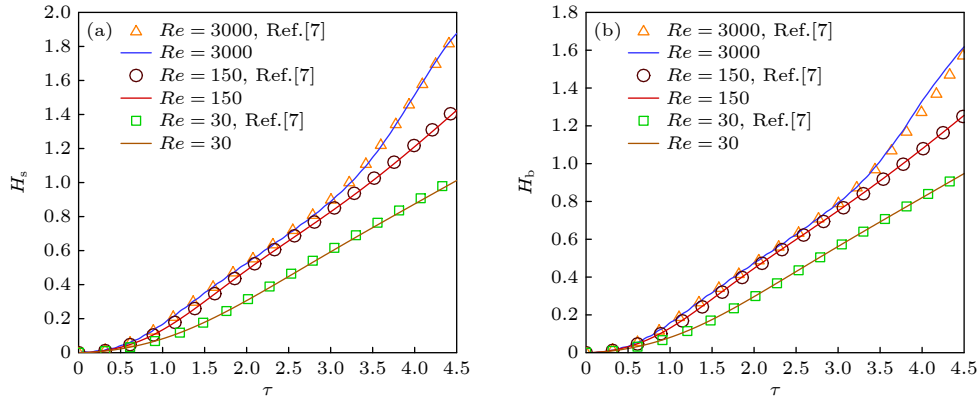 (a)
Re = 3000, Ref.[7]
Re = 3000
Re = 150, Ref.[7]
Re = 150
Re = 30, Ref.[7]
Re = 30
2.0
1.8
1.6
1.4
1.2
1.0
0.8
0.6
0.4
0.2
0
H_s
0 0.5 1.0 1.5 2.0 2.5 3.0 3.5 4.0 4.5
τ
(b)
Re = 3000, Ref.[7]
Re = 3000
Re = 150, Ref.[7]
Re = 150
Re = 30, Ref.[7]
Re = 30
1.8
1.6
1.4
1.2
1.0
0.8
0.6
0.4
0.2
0
H_b
0 0.5 1.0 1.5 2.0 2.5 3.0 3.5 4.0 4.5
τ